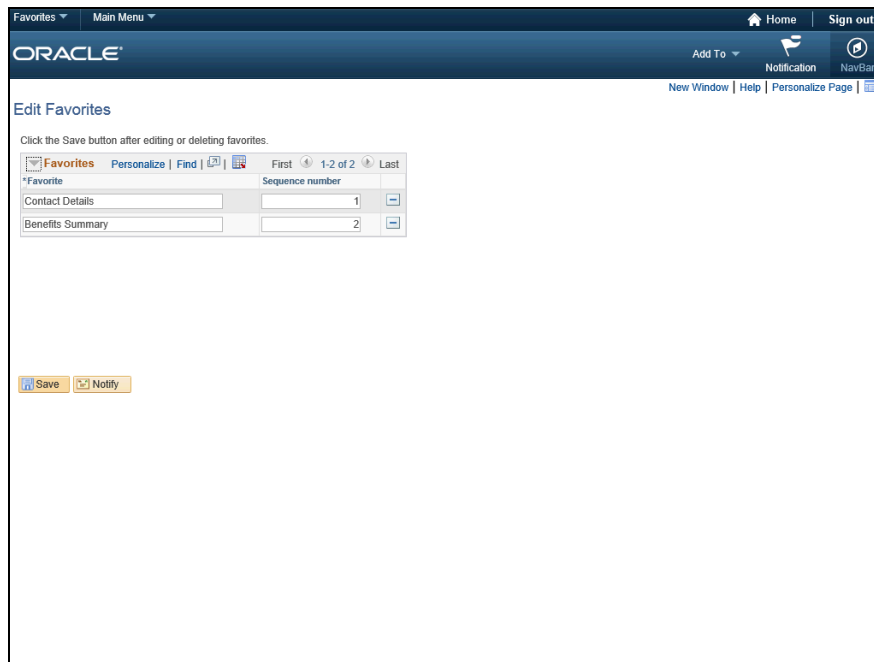 Favorites Main Menu Home Sign out
ORACLE Add To Notification NavBar
New Window | Help | Personalize Page |
Edit Favorites
Click the Save button after editing or deleting favorites.
Favorites Personalize | Find | | First 1-2 of 2 Last
*Favorite Sequence number
Contact Details 1
Benefits Summary 2
Save Notify